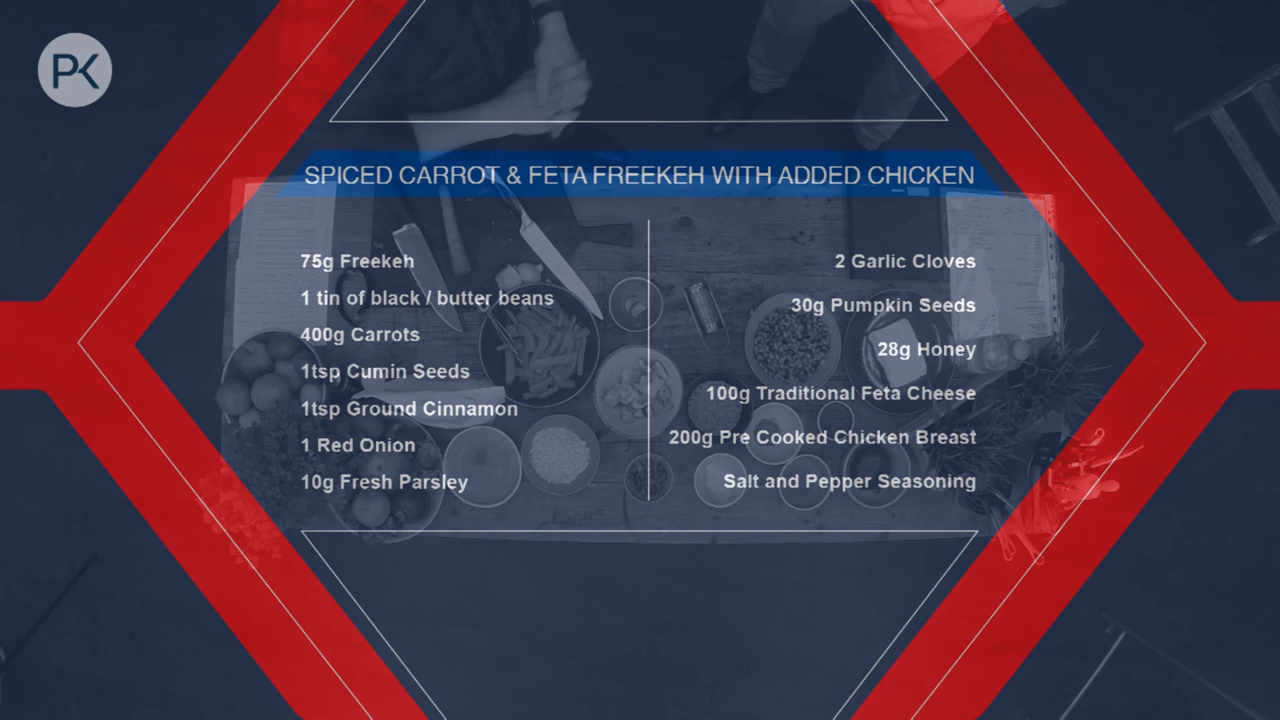 PK
SPICED CARROT & FETA FREEKEH WITH ADDED CHICKEN
75g Freekeh
1 tin of black / butter beans
400g Carrots
1tsp Cumin Seeds
1tsp Ground Cinnamon
1 Red Onion
10g Fresh Parsley
2 Garlic Cloves
30g Pumpkin Seeds
28g Honey
100g Traditional Feta Cheese
200g Pre Cooked Chicken Breast
Salt and Pepper Seasoning